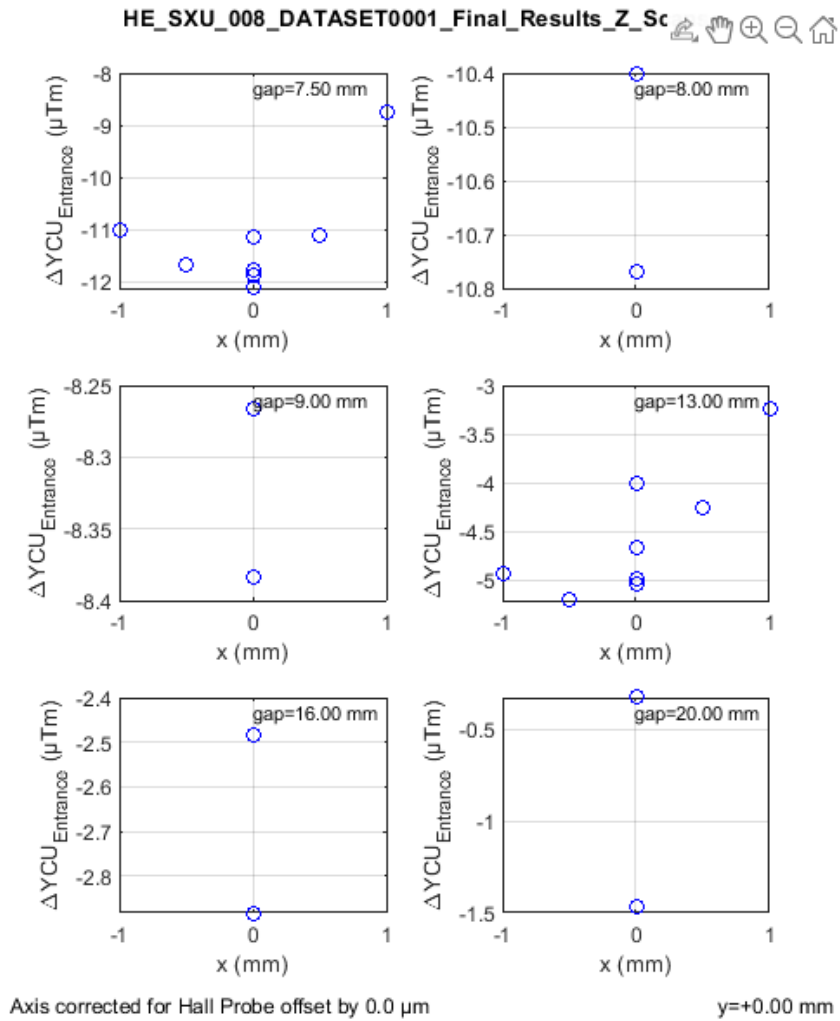 HE_SXU_008_DATASET0001_Final_Results_Z_Sc
-8
-9
-10
-11
-12
ΔYCU_Entrance (μTm)
gap=7.50 mm
-1
0
1
x (mm)
-10.4
-10.5
-10.6
-10.7
-10.8
ΔYCU_Entrance (μTm)
gap=8.00 mm
-1
0
1
x (mm)
-8.25
-8.3
-8.35
-8.4
ΔYCU_Entrance (μTm)
gap=9.00 mm
-1
0
1
x (mm)
-3
-3.5
-4
-4.5
-5
ΔYCU_Entrance (μTm)
gap=13.00 mm
-1
0
1
x (mm)
-2.4
-2.5
-2.6
-2.7
-2.8
ΔYCU_Entrance (μTm)
gap=16.00 mm
-1
0
1
x (mm)
-0.5
-1
-1.5
ΔYCU_Entrance (μTm)
gap=20.00 mm
-1
0
1
x (mm)
Axis corrected for Hall Probe offset by 0.0 μm
y=+0.00 mm